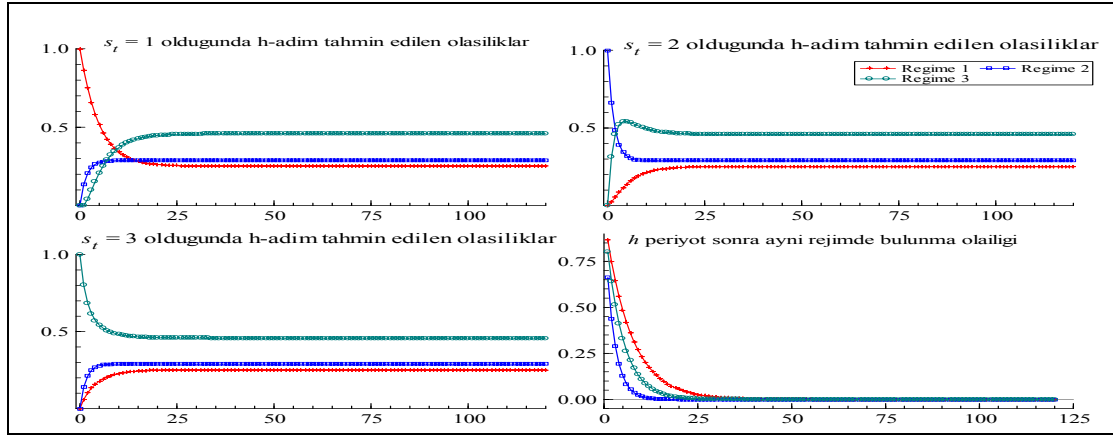 s_t = 1 oldugunda h-adim tahmin edilen olasiliklar
1.0
0.5
0 25 50 75 100
s_t = 2 oldugunda h-adim tahmin edilen olasiliklar
1.0
Regime 1 Regime 2
Regime 3
0.5
0 25 50 75 100 125
s_t = 3 oldugunda h-adim tahmin edilen olasiliklar
1.0
0.5
0 25 50 75 100
h periyot sonra ayni rejimde bulunma olailigi
0.75
0.50
0.25
0.00
0 25 50 75 100 125